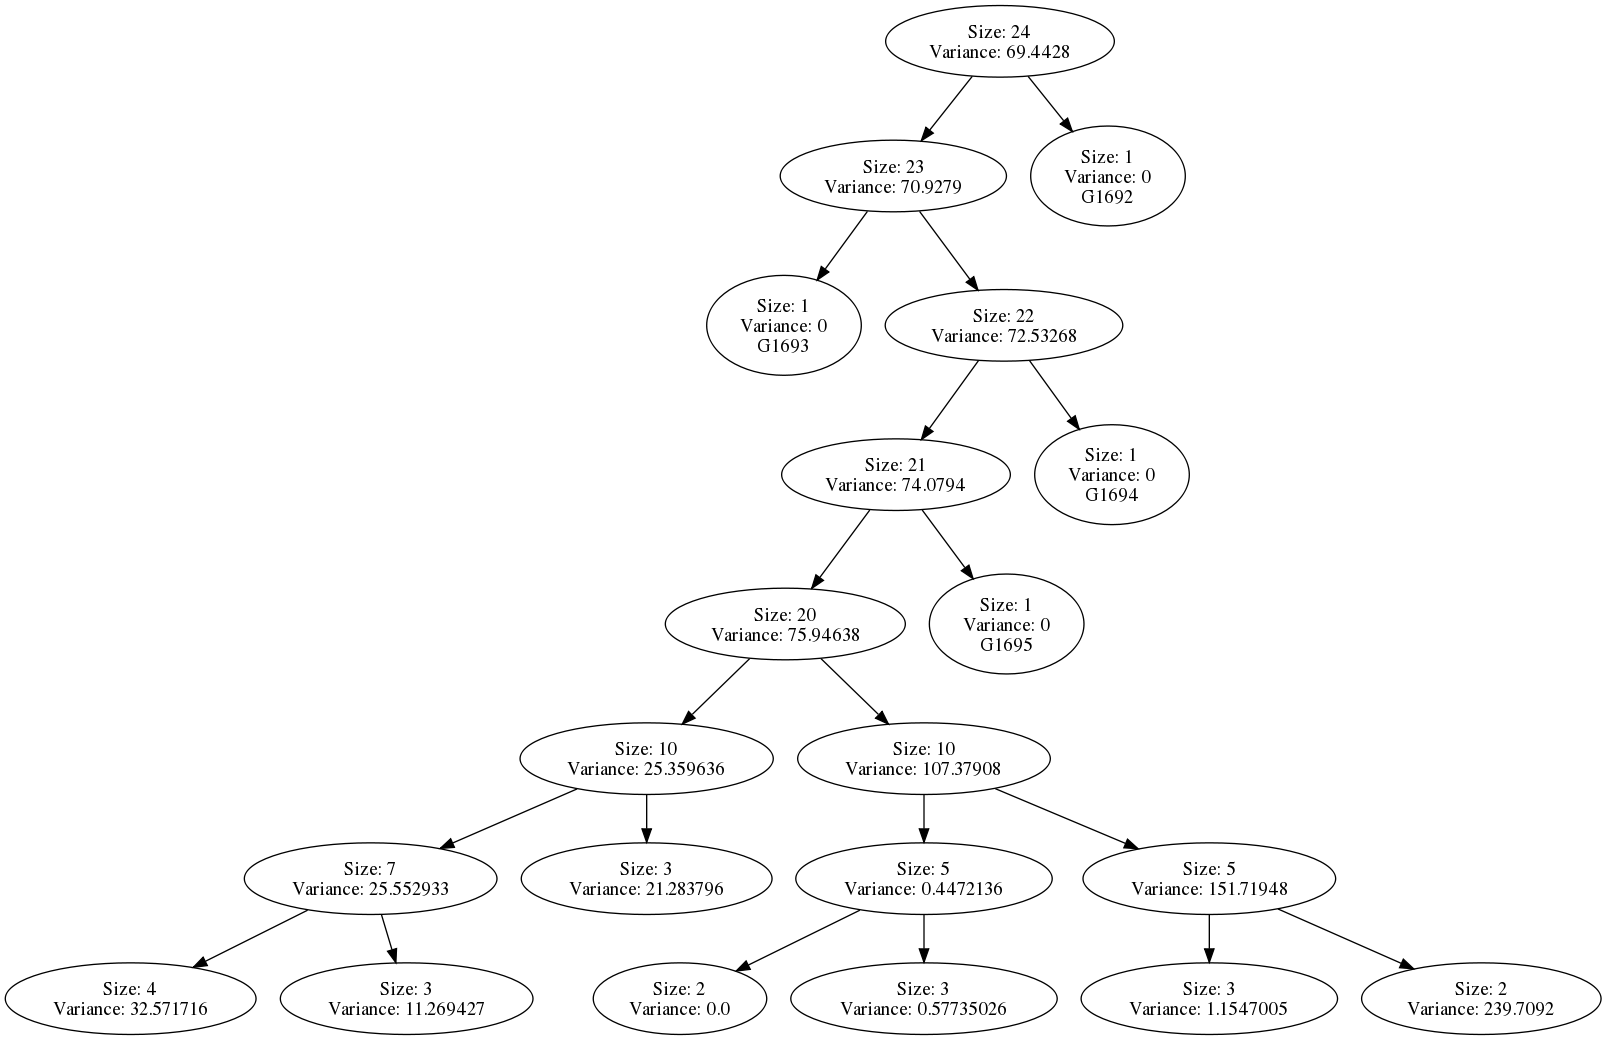 Size: 24
Variance: 69.4428
Size: 23
Variance: 70.9279
Size: 1
Variance: 0
G1692
Size: 1
Variance: 0
G1693
Size: 22
Variance: 72.53268
Size: 21
Variance: 74.0794
Size: 1
Variance: 0
G1694
Size: 20
Variance: 75.94638
Size: 1
Variance: 0
G1695
Size: 10
Variance: 25.359636
Size: 10
Variance: 107.37908
Size: 7
Variance: 25.552933
Size: 3
Variance: 21.283796
Size: 5
Variance: 0.4472136
Size: 5
Variance: 151.71948
Size: 4
Variance: 32.571716
Size: 3
Variance: 11.269427
Size: 2
Variance: 0.0
Size: 3
Variance: 0.57735026
Size: 3
Variance: 1.1547005
Size: 2
Variance: 239.7092